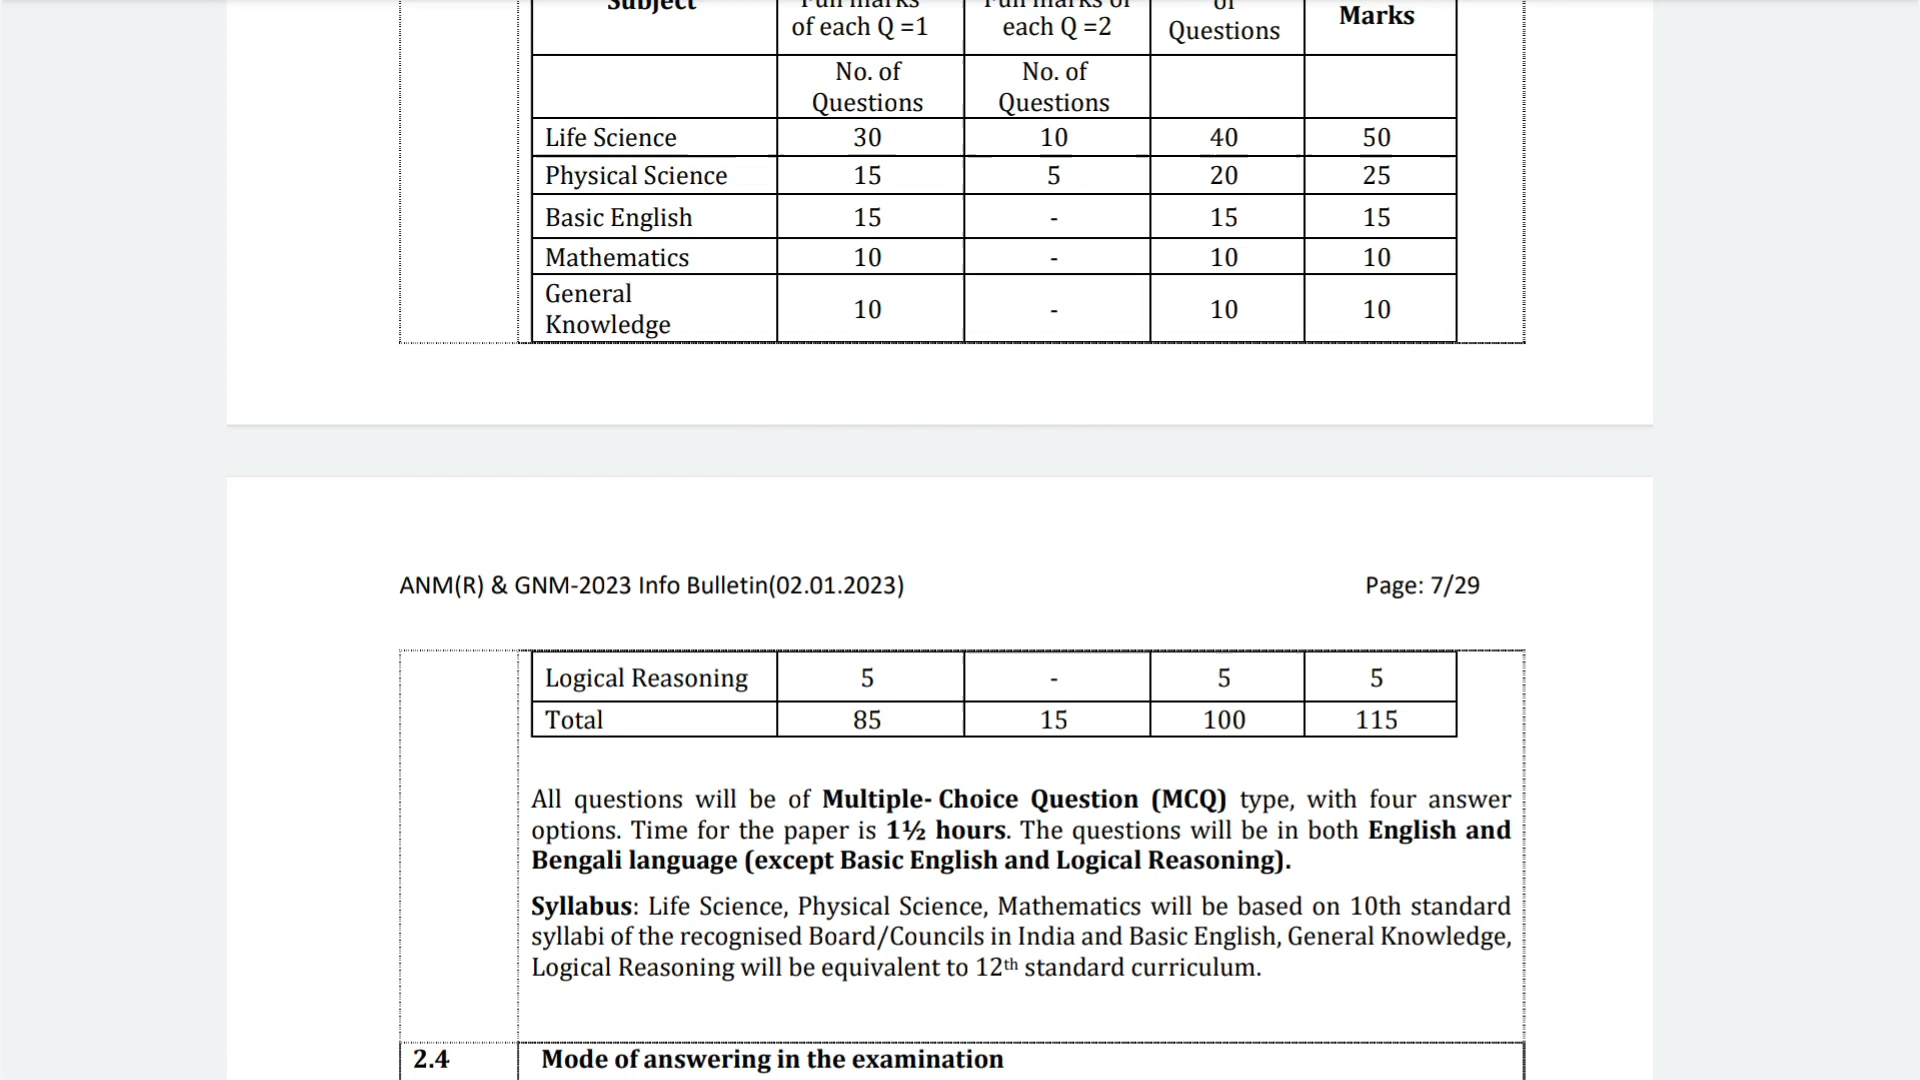 Subject Full marks Full marks of of
Marks
of each Q =1 each Q =2 Questions
No. of No. of
Questions Questions
Life Science 30 10 40 50
Physical Science 15 5 20 25
Basic English 15 - 15 15
Mathematics 10 - 10 10
General
Knowledge 10 - 10 10
ANM(R) & GNM-2023 Info Bulletin(02.01.2023) Page: 7/29
Logical Reasoning 5 - 5 5
Total 85 15 100 115
All questions will be of Multiple- Choice Question (MCQ) type, with four answer
options. Time for the paper is 1½ hours. The questions will be in both English and
Bengali language (except Basic English and Logical Reasoning).
Syllabus: Life Science, Physical Science, Mathematics will be based on 10th standard
syllabi of the recognised Board/Councils in India and Basic English, General Knowledge,
Logical Reasoning will be equivalent to 12th standard curriculum.
2.4 Mode of answering in the examination